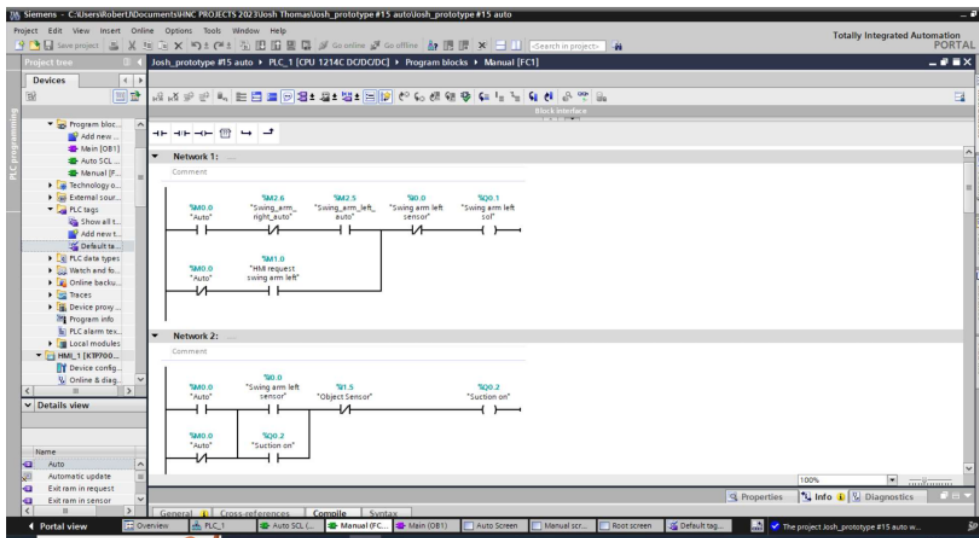 Siemens - C:\Users\Robert\Documents\HNC PROJECTS 2023\Josh Thomas\Josh_prototype #15 auto\Josh_prototype #15 auto
Project Edit View Insert Online Options Tools Window Help
Totally Integrated Automation
PORTAL
Save project
Go online
Go offline
<Search in project>
Project tree
Josh_prototype #15 auto ▸ PLC_1 [CPU 1214C DC/DC/DC] ▸ Program blocks ▸ Manual [FC1]
Devices
PLC programming
Block interface
Program bloc...
Add new ...
Main [OB1]
Auto SCL ...
Manual [F...
Technology o...
External sour...
PLC tags
Show all t...
Add new t...
Default ta...
PLC data types
Watch and fo...
Online backu...
Traces
Device proxy ...
Program info
PLC alarm tex...
Local modules
HMI_1 [KTP700...
Device config...
Online & diag...
Network 1: ....
Comment
%M0.0
"Auto"
%M2.6
"Swing_arm_
right_auto"
%M2.5
"Swing_arm_left_
auto"
%I0.0
"Swing arm left
sensor"
%Q0.1
"Swing arm left
sol"
%M0.0
"Auto"
%M1.0
"HMI request
swing arm left"
Network 2: ....
Comment
%M0.0
"Auto"
%I0.0
"Swing arm left
sensor"
%I1.5
"Object Sensor"
%Q0.2
"Suction on"
%M0.0
"Auto"
%Q0.2
"Suction on"
Details view
Name
Auto
Automatic update
Exit ram in request
Exit ram in sensor
100%
Properties
Info
Diagnostics
General
Cross-references
Compile
Syntax
Portal view
Overview
PLC_1
Auto SCL (...
Manual (FC...
Main (OB1)
Auto Screen
Manual scr...
Root screen
Default tag...
The project Josh_prototype #15 auto w...